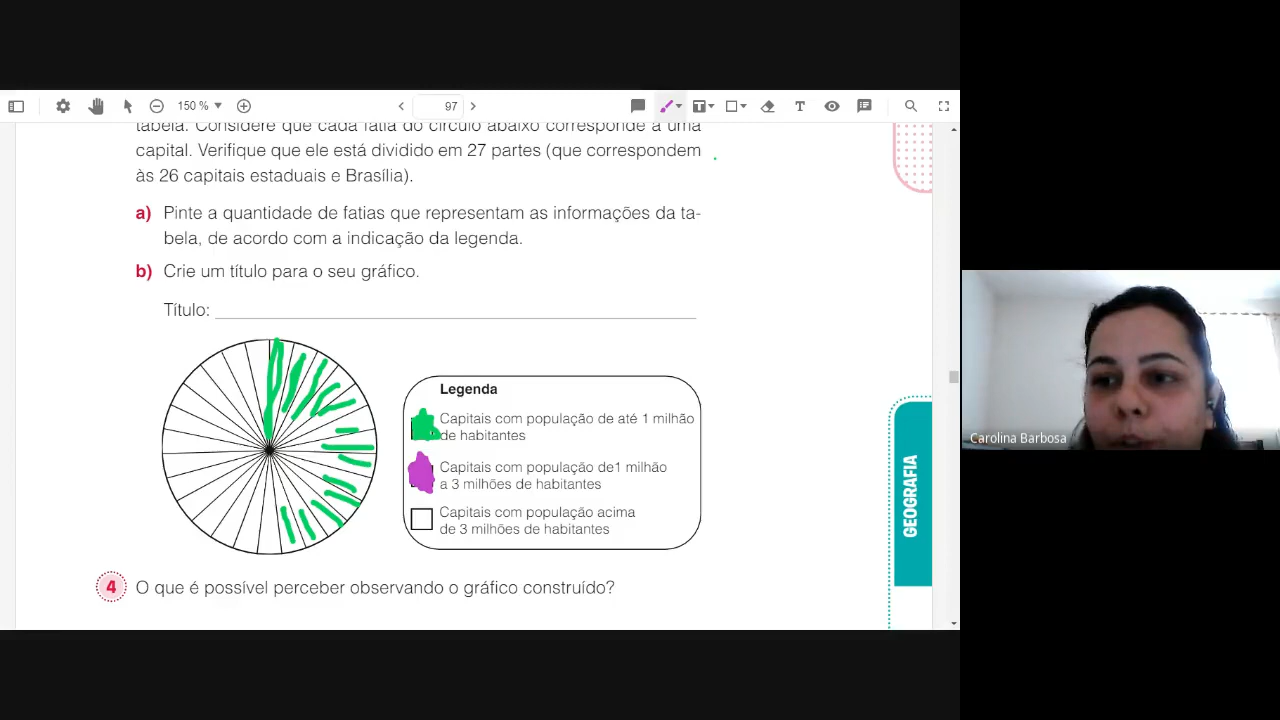 150 %
97
tabela. Considere que cada fatia do círculo abaixo corresponde a uma
capital. Verifique que ele está dividido em 27 partes (que correspondem
às 26 capitais estaduais e Brasília).
a) Pinte a quantidade de fatias que representam as informações da ta-
bela, de acordo com a indicação da legenda.
b) Crie um título para o seu gráfico.
Título:
Legenda
Capitais com população de até 1 milhão
de habitantes
Capitais com população de1 milhão
a 3 milhões de habitantes
Capitais com população acima
de 3 milhões de habitantes
4 O que é possível perceber observando o gráfico construído?
GEOGRAFIA
Carolina Barbosa